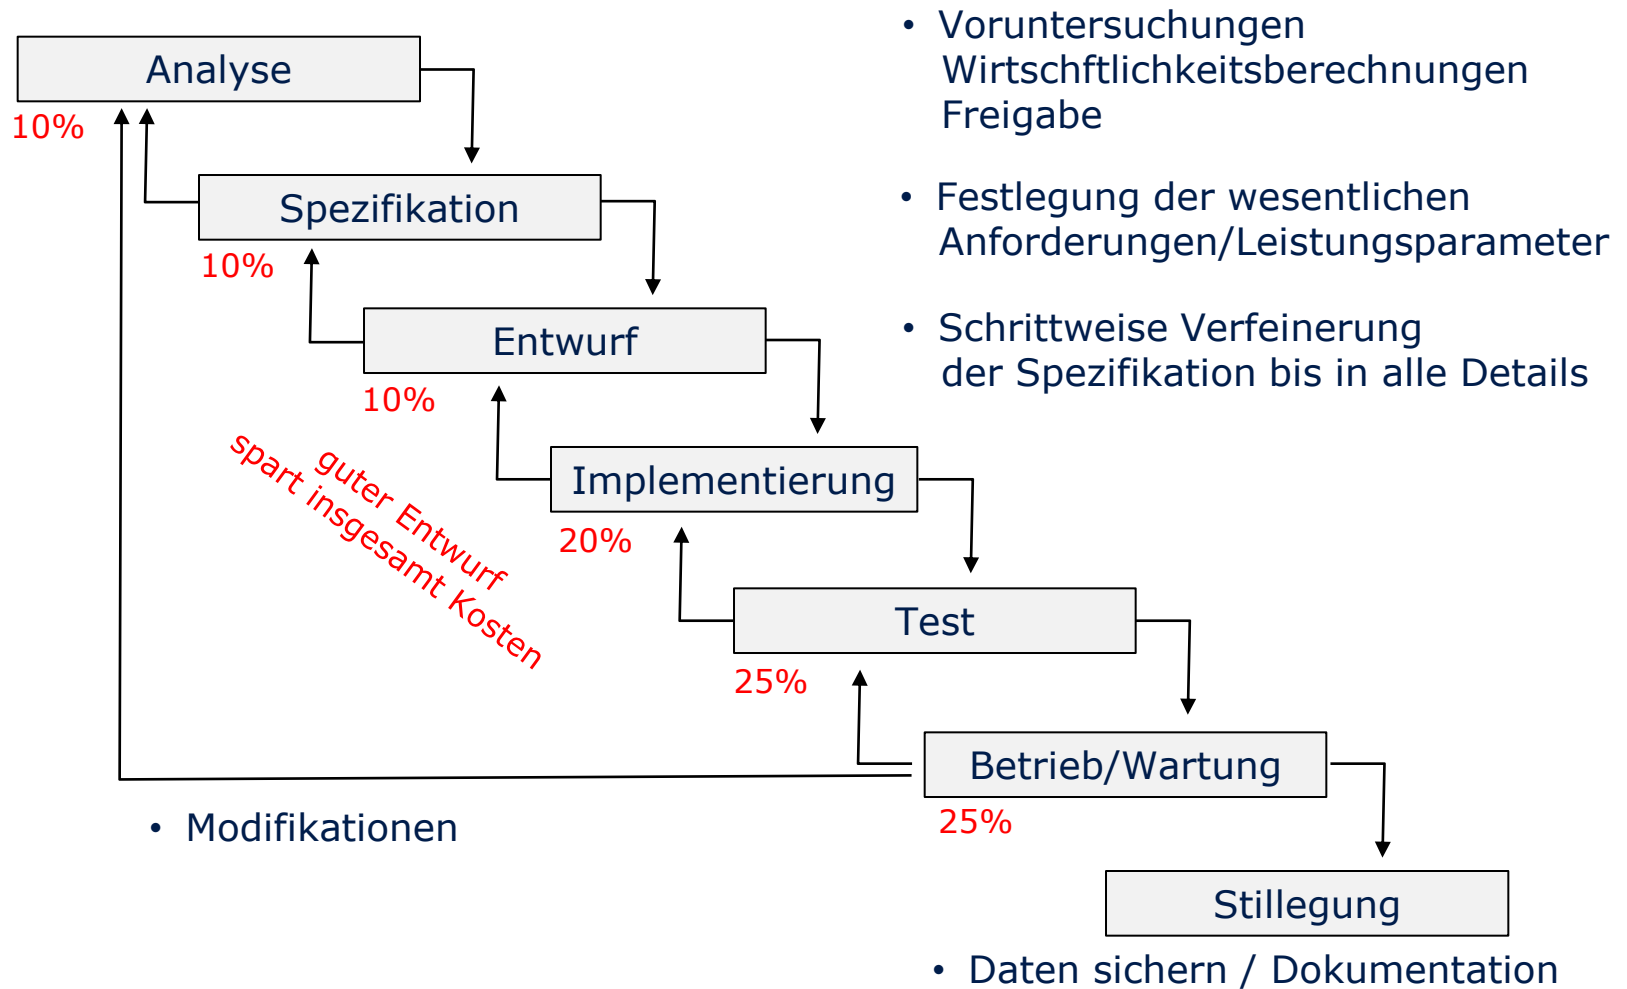 Analyse
10%
• Voruntersuchungen
Wirtschftlichkeitsberechnungen
Freigabe
Spezifikation
10%
• Festlegung der wesentlichen
Anforderungen/Leistungsparameter
Entwurf
10%
• Schrittweise Verfeinerung
der Spezifikation bis in alle Details
guter Entwurf
spart insgesamt Kosten
Implementierung
20%
Test
25%
Betrieb/Wartung
25%
• Modifikationen
Stillegung
• Daten sichern / Dokumentation